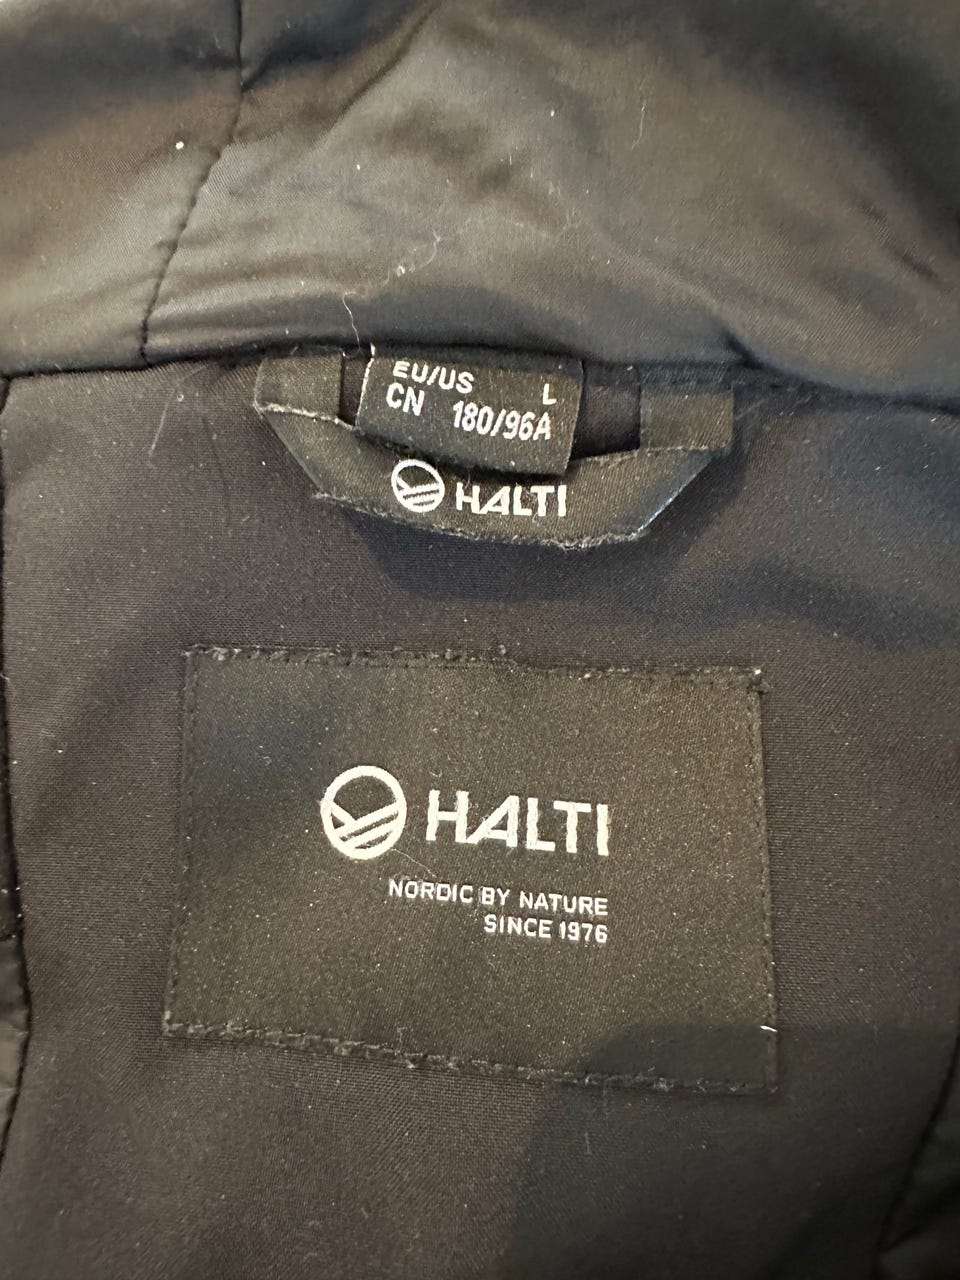 EU/US L
CN 180/96A
HALTI
HALTI
NORDIC BY NATURE
SINCE 1976